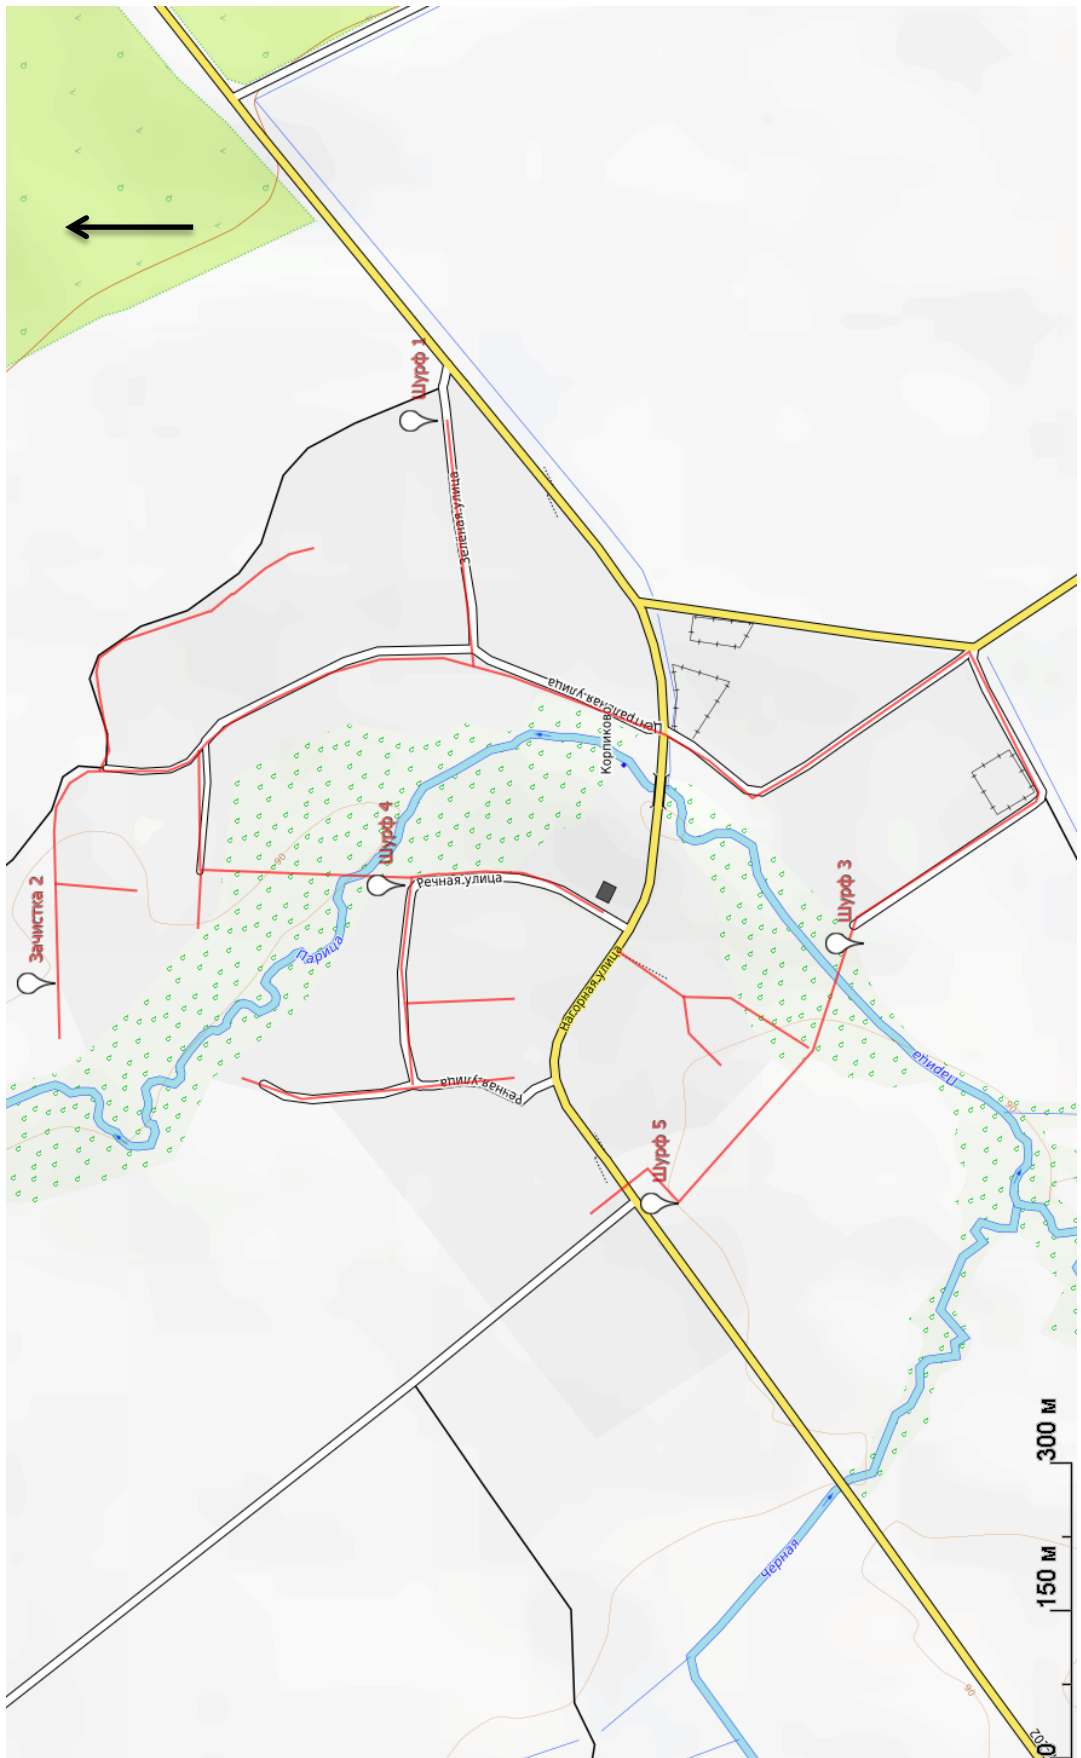 Зачистка 2
Шурф 4
Шурф 1
Зелёная улица
Центральная улица
Корпиково
Речная улица
Парица
90
Нагорная улица
Речная улица
Шурф 3
Шурф 5
Парица
90
Чёрная
90
0
150 м
300 м